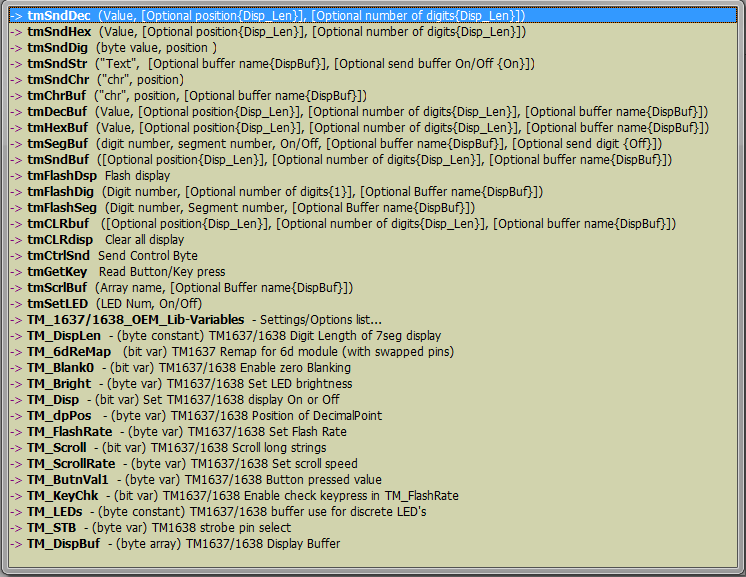 -> tmSndDec (Value, [Optional position{Disp_Len}], [Optional number of digits{Disp_Len}])
-> tmSndHex (Value, [Optional position{Disp_Len}], [Optional number of digits{Disp_Len}])
-> tmSndDig (byte value, position )
-> tmSndStr ("Text", [Optional buffer name{DispBuf}], [Optional send buffer On/Off {On}])
-> tmSndChr ("chr", position)
-> tmChrBuf ("chr", position, [Optional buffer name{DispBuf}])
-> tmDecBuf (Value, [Optional position{Disp_Len}], [Optional number of digits{Disp_Len}], [Optional buffer name{DispBuf}])
-> tmHexBuf (Value, [Optional position{Disp_Len}], [Optional number of digits{Disp_Len}], [Optional buffer name{DispBuf}])
-> tmSegBuf (digit number, segment number, On/Off, [Optional buffer name{DispBuf}], [Optional send digit {Off}])
-> tmSndBuf ([Optional position{Disp_Len}], [Optional number of digits{Disp_Len}], [Optional buffer name{DispBuf}])
-> tmFlashDsp Flash display
-> tmFlashDig (Digit number, [Optional number of digits{1}], [Optional Buffer name{DispBuf}])
-> tmFlashSeg (Digit number, Segment number, [Optional Buffer name{DispBuf}])
-> tmCLRbuf ([Optional position{Disp_Len}], [Optional number of digits{Disp_Len}], [Optional buffer name{DispBuf}])
-> tmCLRdisp Clear all display
-> tmCtrlSnd Send Control Byte
-> tmGetKey Read Button/Key press
-> tmScrlBuf (Array name, [Optional Buffer name{DispBuf}])
-> tmSetLED (LED Num, On/Off)
-> TM_1637/1638_OEM_Lib-Variables - Settings/Options list...
-> TM_DispLen - (byte constant) TM1637/1638 Digit Length of 7seg display
-> TM_6dReMap (bit var) TM1637 Remap for 6d module (with swapped pins)
-> TM_Blank0 - (bit var) TM1637/1638 Enable zero Blanking
-> TM_Bright - (byte var) TM1637/1638 Set LED brightness
-> TM_Disp - (bit var) Set TM1637/1638 display On or Off
-> TM_dpPos - (byte var) TM1637/1638 Position of DecimalPoint
-> TM_FlashRate - (byte var) TM1637/1638 Set Flash Rate
-> TM_Scroll - (bit var) TM1637/1638 Scroll long strings
-> TM_ScrollRate - (byte var) TM1637/1638 Set scroll speed
-> TM_ButnVal1 - (byte var) TM1637/1638 Button pressed value
-> TM_KeyChk - (bit var) TM1637/1638 Enable check keypress in TM_FlashRate
-> TM_LEDs - (byte constant) TM1637/1638 buffer use for discrete LED's
-> TM_STB - (byte var) TM1638 strobe pin select
-> TM_DispBuf - (byte array) TM1637/1638 Display Buffer